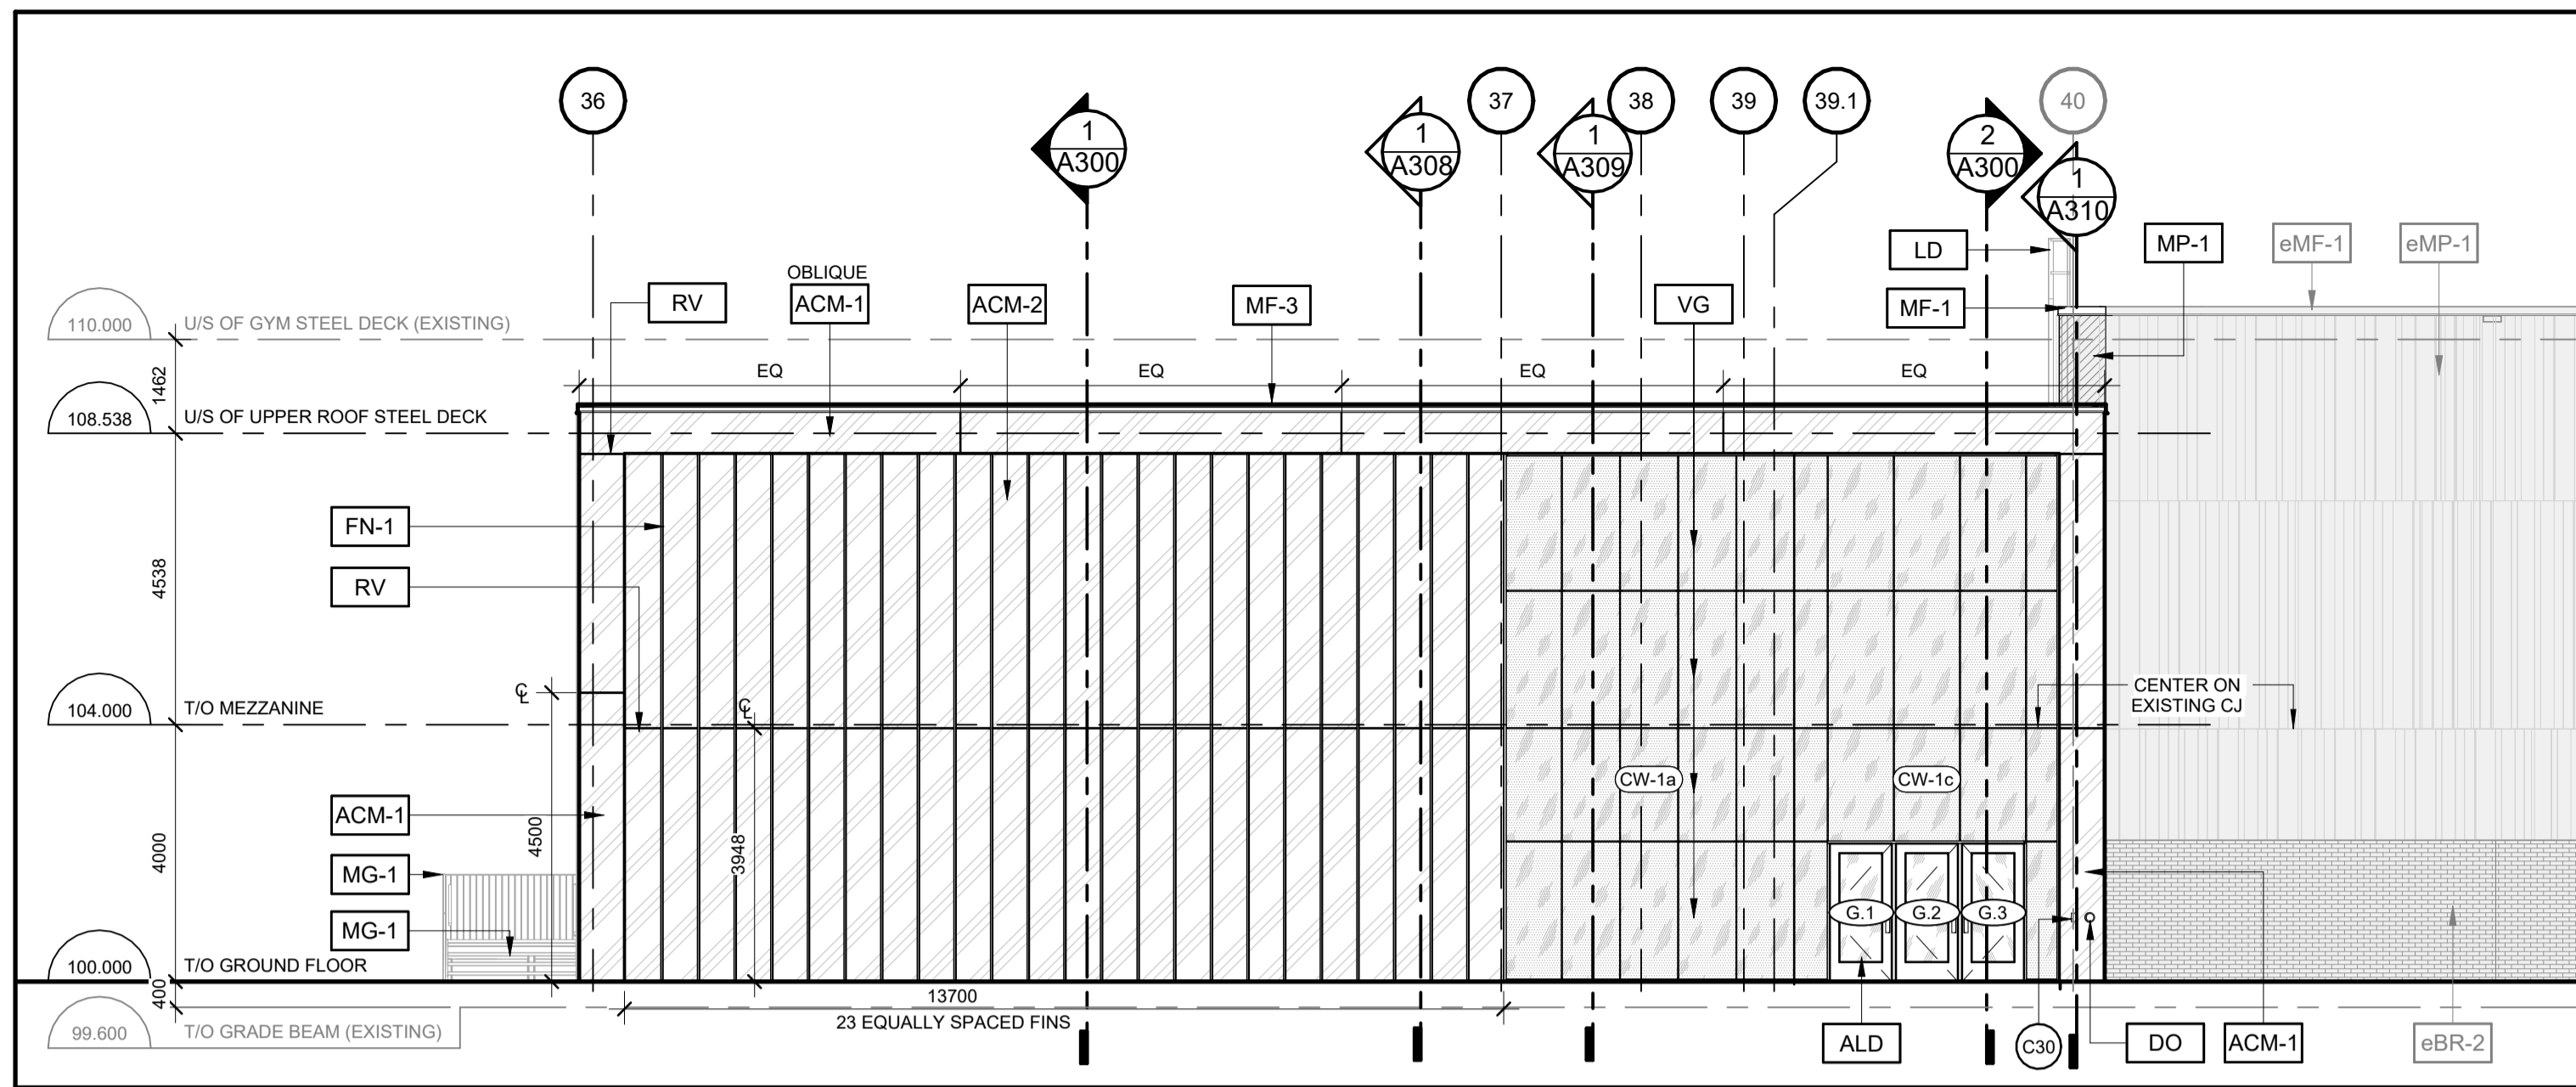 36
37
38
39
39.1
40
1
A300
1
A308
1
A309
2
A300
1
A310
LD
MP-1
eMF-1
eMP-1
OBLIQUE
RV
ACM-1
ACM-2
MF-3
VG
MF-1
110.000
U/S OF GYM STEEL DECK (EXISTING)
1462
EQ
EQ
EQ
EQ
108.538
U/S OF UPPER ROOF STEEL DECK
FN-1
RV
4538
CENTER ON
EXISTING CJ
104.000
T/O MEZZANINE
℄
℄
CW-1a
CW-1c
ACM-1
4500
3948
4000
MG-1
MG-1
G.1
G.2
G.3
100.000
T/O GROUND FLOOR
400
13700
23 EQUALLY SPACED FINS
99.600
T/O GRADE BEAM (EXISTING)
ALD
C30
DO
ACM-1
eBR-2